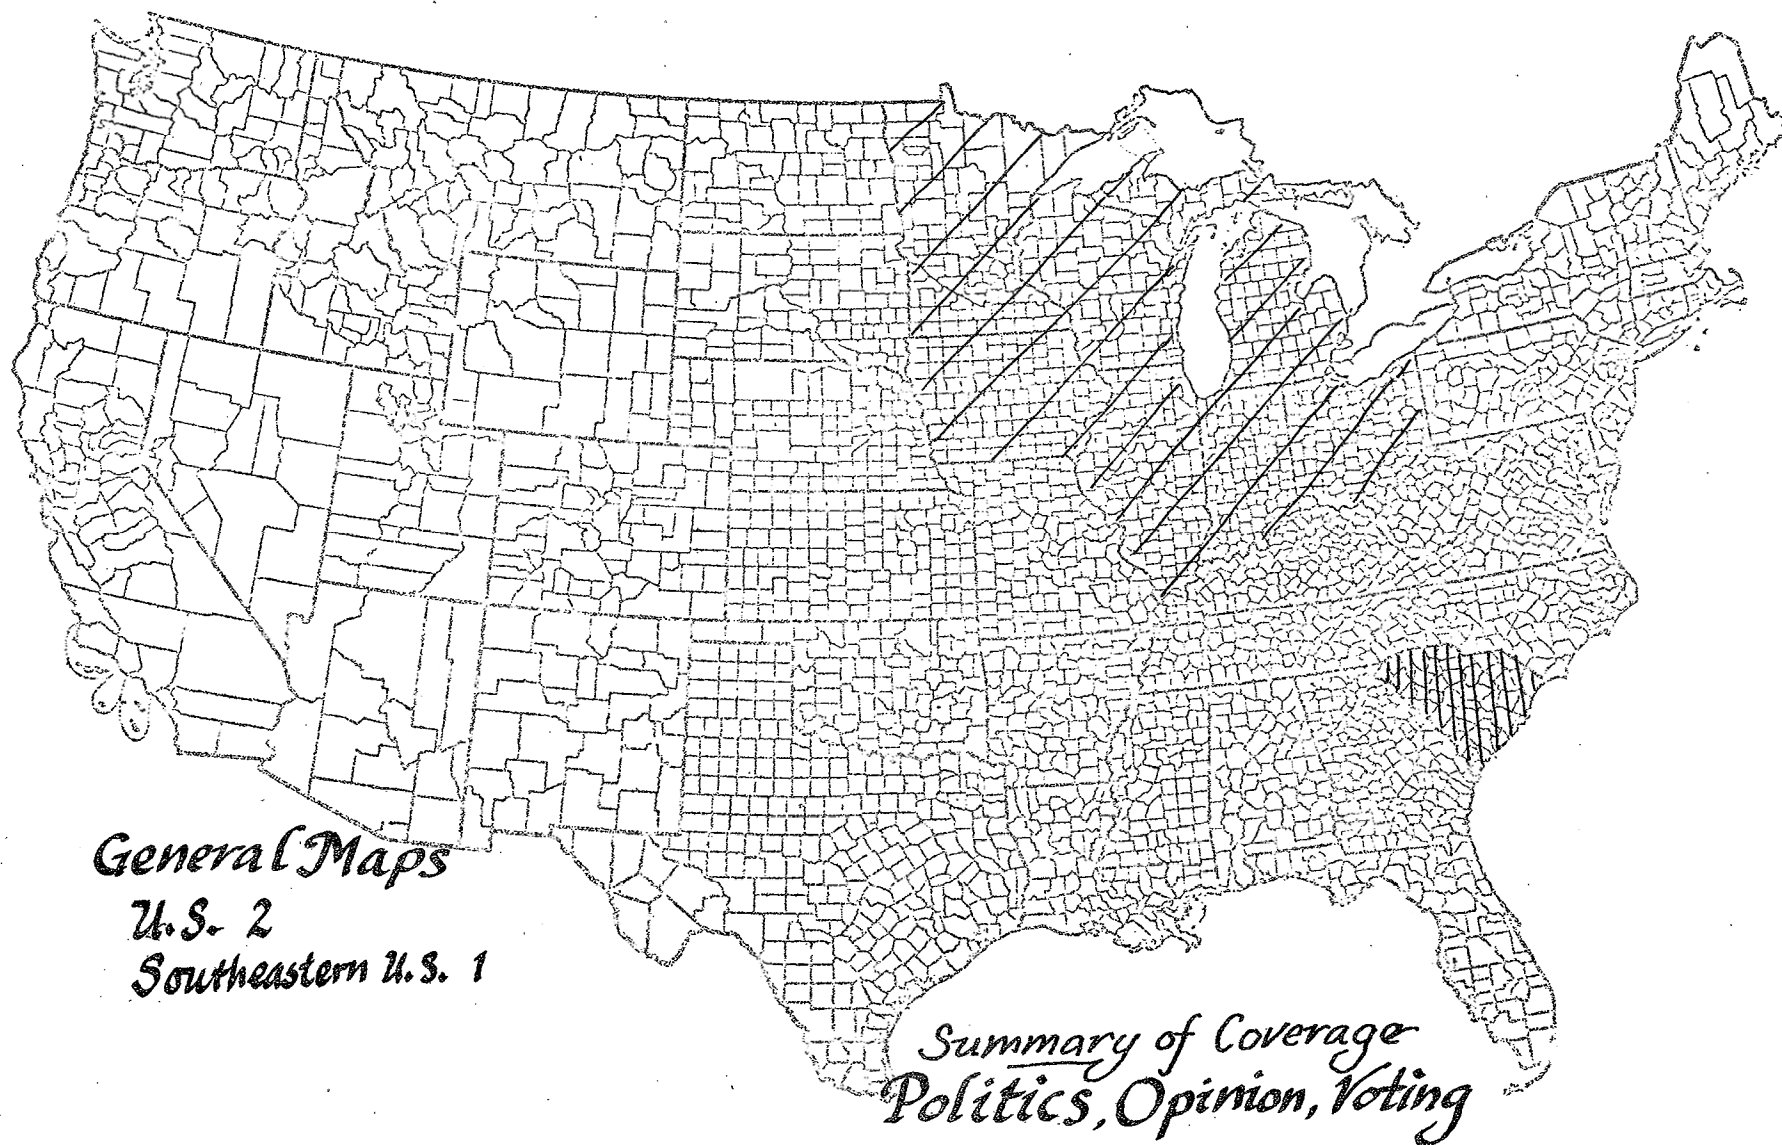 General Maps
U.S. 2
Southeastern U.S. 1
Summary of Coverage
Politics, Opinion, Voting